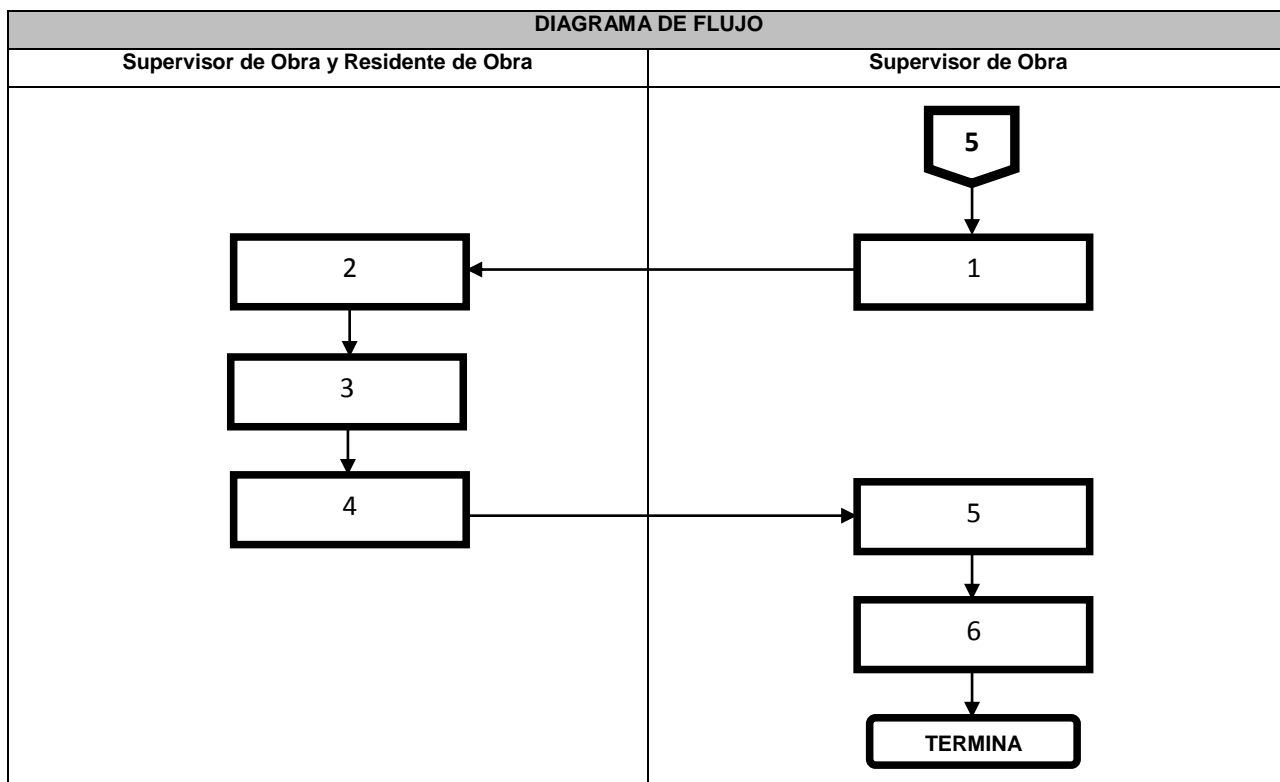 DIAGRAMA DE FLUJO
Supervisor de Obra y Residente de Obra
Supervisor de Obra
5
2
1
3
4
5
6
TERMINA